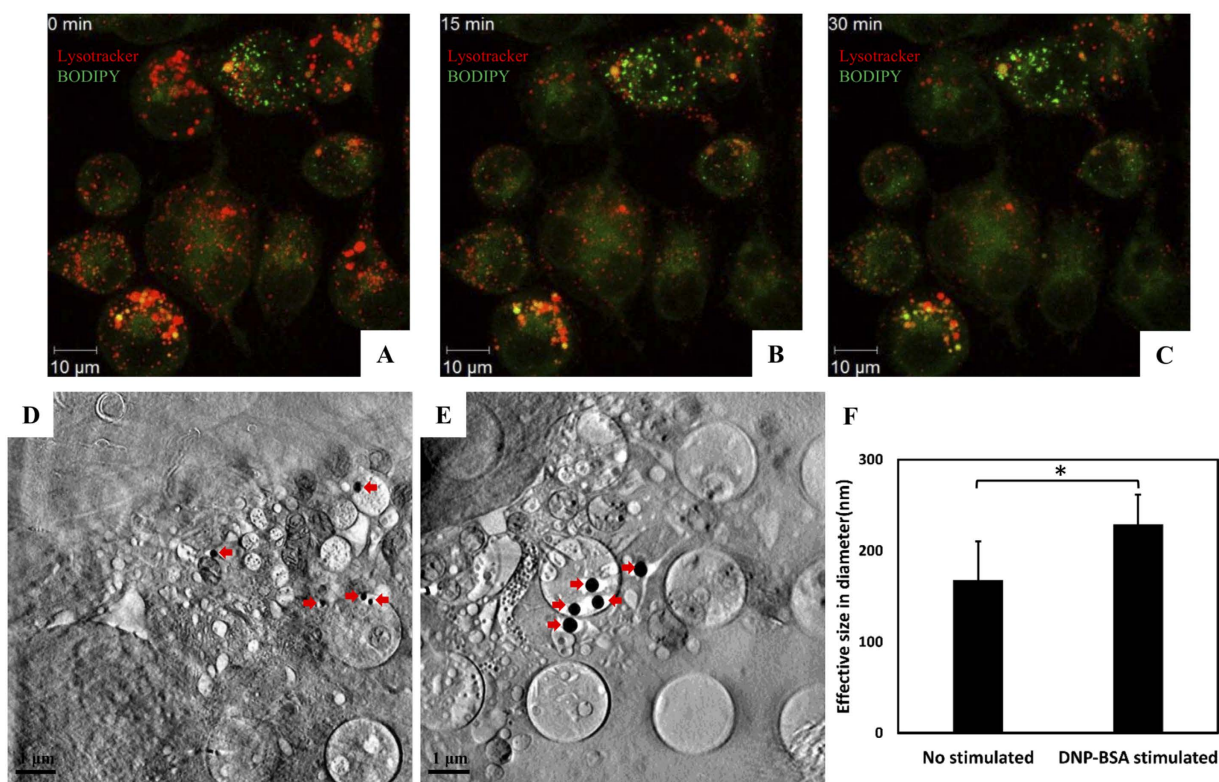 0 min
Lysotracker
BODIPY
10 μm
A
15 min
Lysotracker
BODIPY
10 μm
B
30 min
Lysotracker
BODIPY
10 μm
C
D
1 μm
E
1 μm
F
Effective size in diameter(nm)
300
200
100
0
*
No stimulated
DNP-BSA stimulated